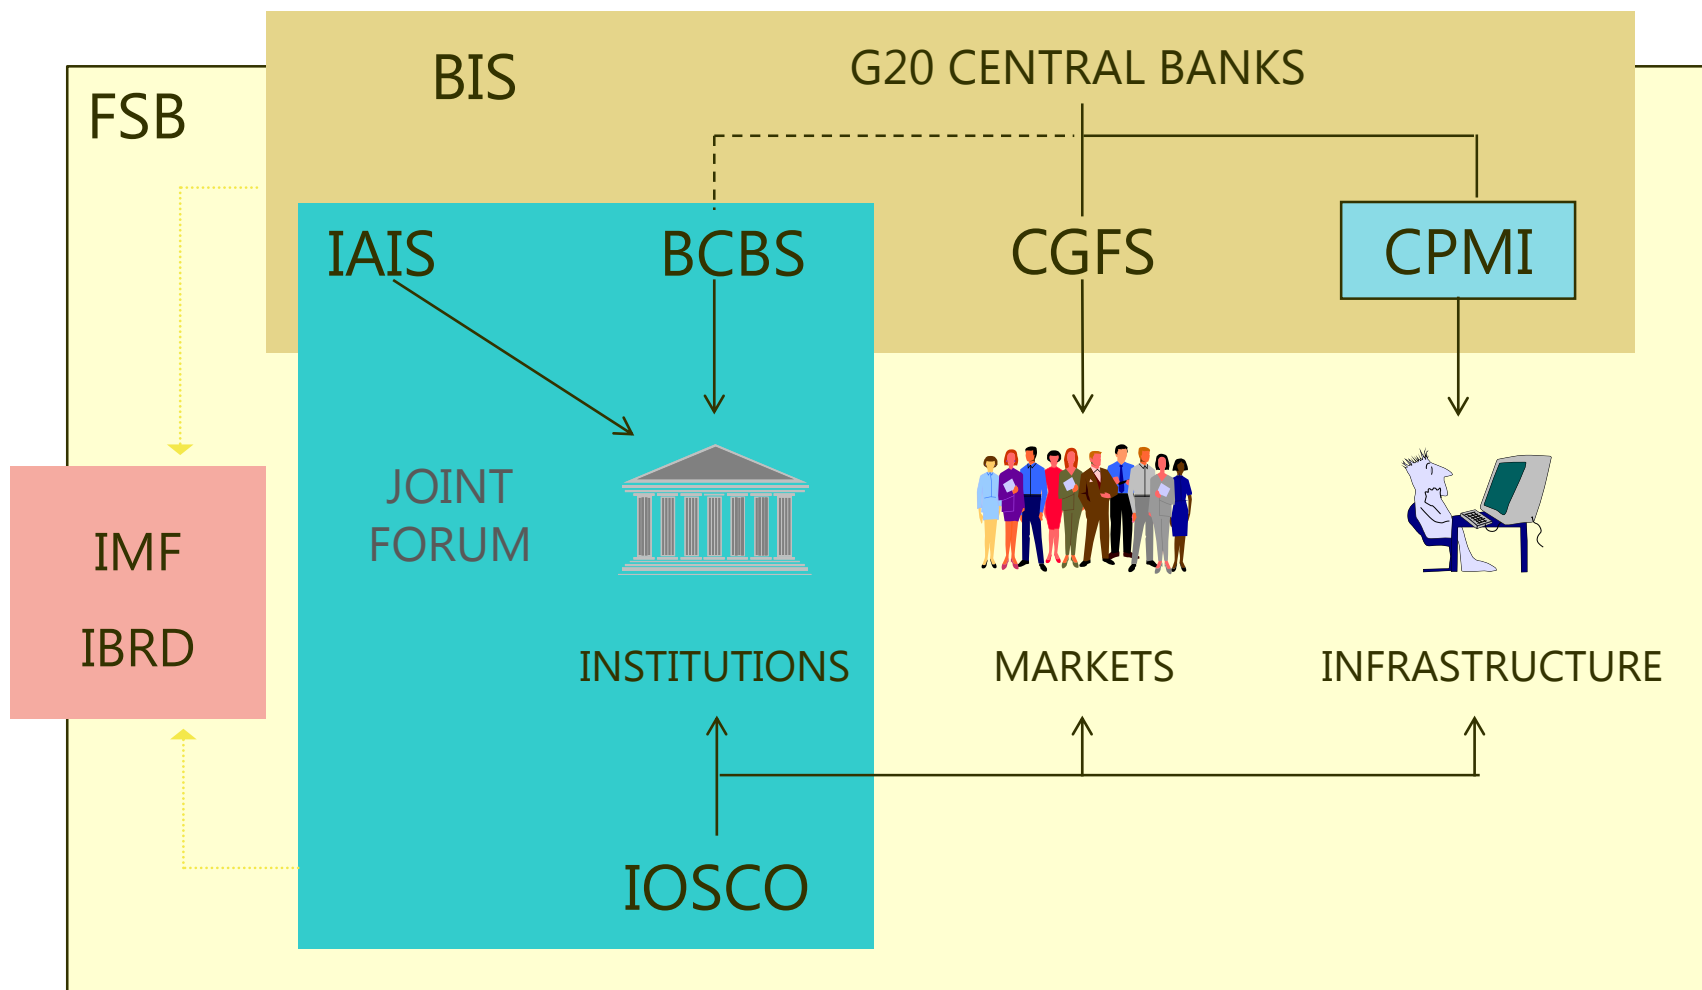 BIS
G20 CENTRAL BANKS
FSB
IAIS
BCBS
CGFS
CPMI
JOINT
FORUM
IMF
IBRD
INSTITUTIONS
MARKETS
INFRASTRUCTURE
IOSCO